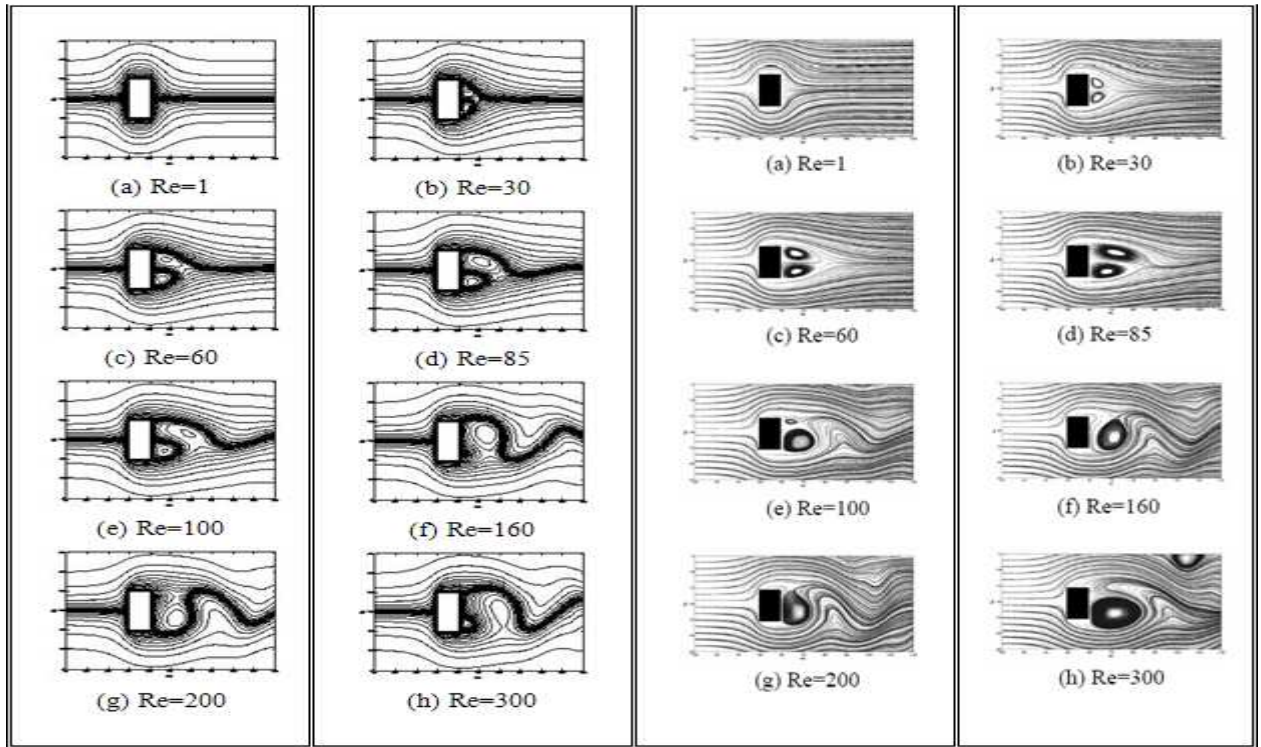 (a) Re=1
(b) Re=30
(c) Re=60
(d) Re=85
(e) Re=100
(f) Re=160
(g) Re=200
(h) Re=300
(a) Re=1
(b) Re=30
(c) Re=60
(d) Re=85
(e) Re=100
(f) Re=160
(g) Re=200
(h) Re=300